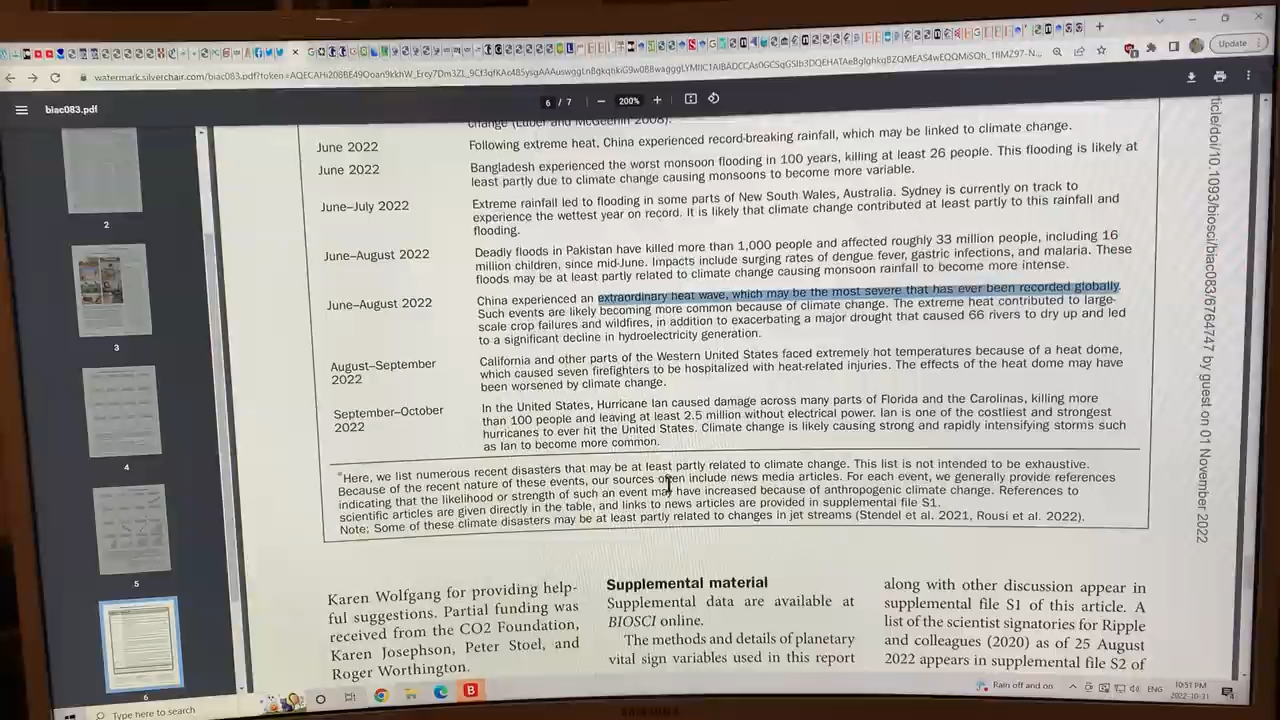 Update
watermark.silverchair.com/biac083.pdf?token=
biac083.pdf
6 / 7
200%
change (Luber and McGeehin 2008).
June 2022
Following extreme heat, China experienced record-breaking rainfall, which may be linked to climate change.
June 2022
Bangladesh experienced the worst monsoon flooding in 100 years, killing at least 26 people. This flooding is likely at
least partly due to climate change causing monsoons to become more variable.
June–July 2022
Extreme rainfall led to flooding in some parts of New South Wales, Australia. Sydney is currently on track to
experience the wettest year on record. It is likely that climate change contributed at least partly to this rainfall and
flooding.
June–August 2022
Deadly floods in Pakistan have killed more than 1,000 people and affected roughly 33 million people, including 16
million children, since mid-June. Impacts include surging rates of dengue fever, gastric infections, and malaria. These
floods may be at least partly related to climate change causing monsoon rainfall to become more intense.
June–August 2022
China experienced an extraordinary heat wave, which may be the most severe that has ever been recorded globally.
Such events are likely becoming more common because of climate change. The extreme heat contributed to large-
scale crop failures and wildfires, in addition to exacerbating a major drought that caused 66 rivers to dry up and led
to a significant decline in hydroelectricity generation.
August–September
2022
California and other parts of the Western United States faced extremely hot temperatures because of a heat dome,
which caused seven firefighters to be hospitalized with heat-related injuries. The effects of the heat dome may have
been worsened by climate change.
September–October
2022
In the United States, Hurricane Ian caused damage across many parts of Florida and the Carolinas, killing more
than 100 people and leaving at least 2.5 million without electrical power. Ian is one of the costliest and strongest
hurricanes to ever hit the United States. Climate change is likely causing strong and rapidly intensifying storms such
as Ian to become more common.
Here, we list numerous recent disasters that may be at least partly related to climate change. This list is not intended to be exhaustive.
Because of the recent nature of these events, our sources often include news media articles. For each event, we generally provide references
indicating that the likelihood or strength of such an event may have increased because of anthropogenic climate change. References to
scientific articles are given directly in the table, and links to news articles are provided in supplemental file S1.
Note: Some of these climate disasters may be at least partly related to changes in jet streams (Stendel et al. 2021, Rousi et al. 2022).
Karen Wolfgang for providing help-
ful suggestions. Partial funding was
received from the CO2 Foundation,
Karen Josephson, Peter Stoel, and
Roger Worthington.
Supplemental material
Supplemental data are available at
BIOSCI online.
The methods and details of planetary
vital sign variables used in this report
along with other discussion appear in
supplemental file S1 of this article. A
list of the scientist signatories for Ripple
and colleagues (2020) as of 25 August
2022 appears in supplemental file S2 of
ticle/doi/10.1093/biosci/biac083/6764747 by guest on 01 November 2022
2
3
4
5
6
Type here to search
B
Rain off and on
ENG
10:51 PM
2022-10-31
SAMSUNG